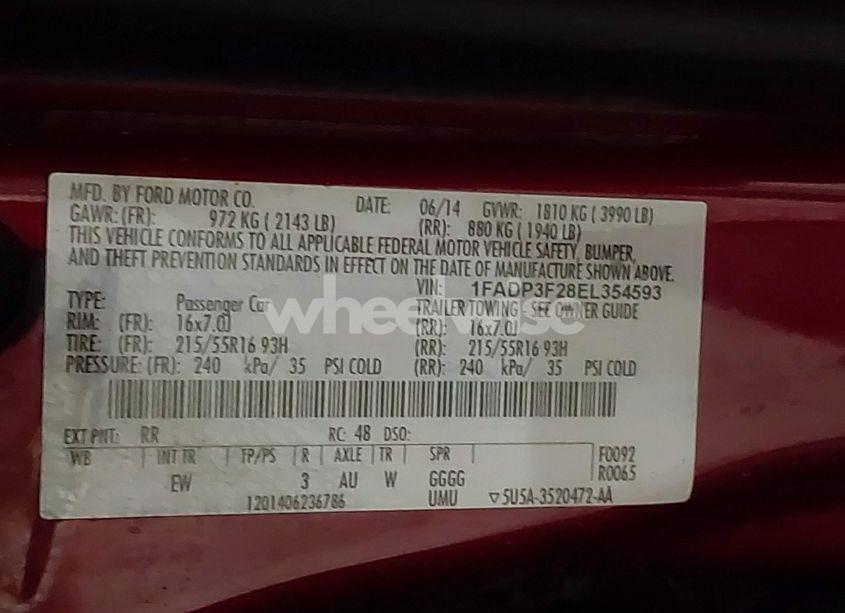 MFD. BY FORD MOTOR CO. DATE: 06/14 GVWR: 1810 KG ( 3990 LB)
GAWR: (FR): 972 KG ( 2143 LB) (RR): 880 KG ( 1940 LB)
THIS VEHICLE CONFORMS TO ALL APPLICABLE FEDERAL MOTOR VEHICLE SAFETY, BUMPER,
AND THEFT PREVENTION STANDARDS IN EFFECT ON THE DATE OF MANUFACTURE SHOWN ABOVE.
VIN: 1FADP3F28EL354593
TYPE: Passenger Car TRAILER TOWING - SEE OWNER GUIDE
wheelwise
RIM: (FR): 16x7.0J (RR): 16x7.0J
TIRE: (FR): 215/55R16 93H (RR): 215/55R16 93H
PRESSURE: (FR): 240 kPa/ 35 PSI COLD (RR): 240 kPa/ 35 PSI COLD
EXT PNT: RR RC: 48 DSO:
WB INT TR TP/PS R AXLE TR SPR F0092
EW 3 AU W GGGG R0065
1201406236786 UMU ▽5U5A-3520472-AA